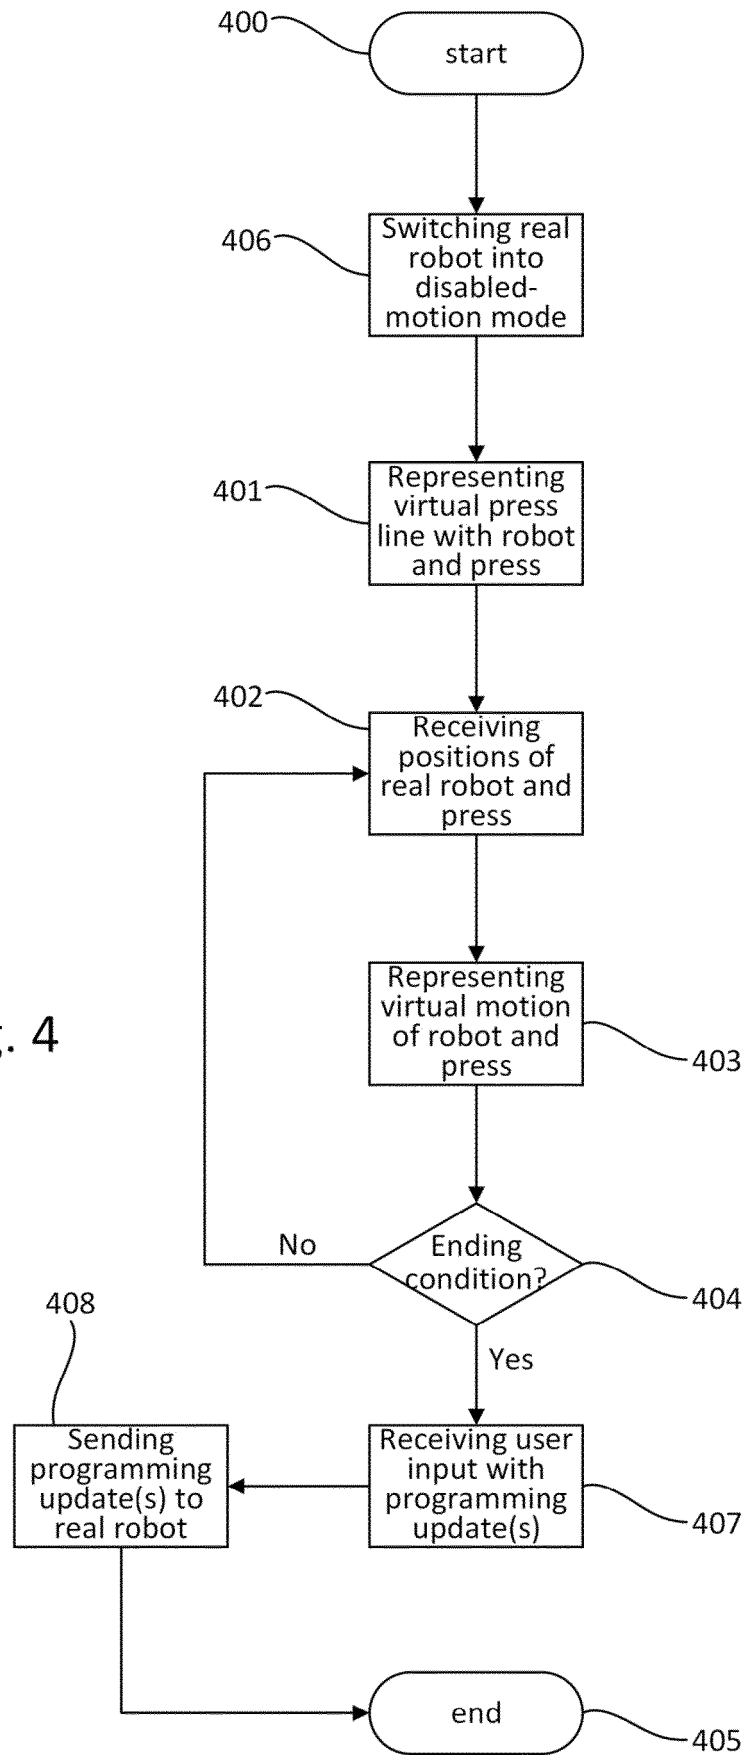 400
start
406
Switching real
robot into
disabled-
motion mode
401
Representing
virtual press
line with robot
and press
402
Receiving
positions of
real robot and
press
Representing
virtual motion
of robot and
press
403
. 4
No
Ending
condition?
404
Yes
408
Sending
programming
update(s) to
real robot
Receiving user
input with
programming
update(s)
407
end
405